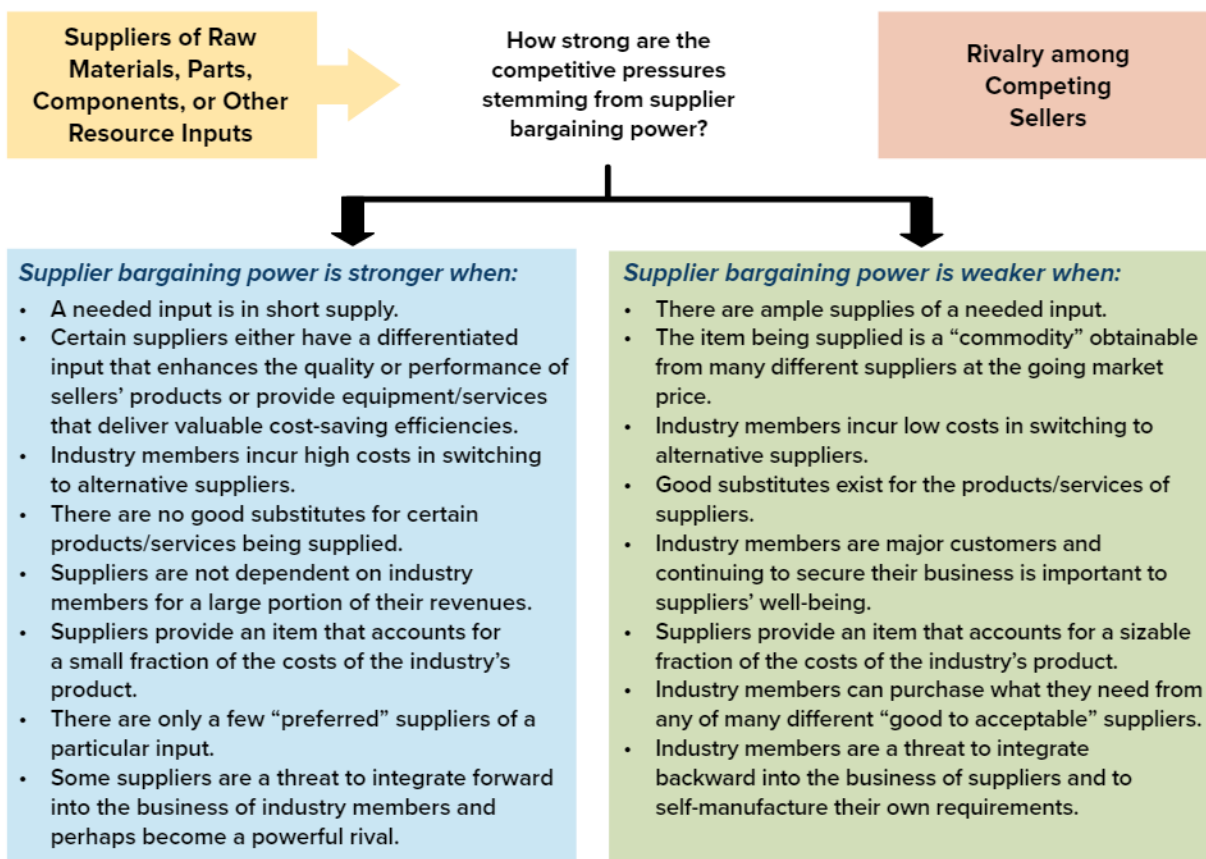 Suppliers of Raw
Materials, Parts,
Components, or Other
Resource Inputs
How strong are the
competitive pressures
stemming from supplier
bargaining power?
Rivalry among
Competing
Sellers
Supplier bargaining power is stronger when:
• A needed input is in short supply.
• Certain suppliers either have a differentiated
input that enhances the quality or performance of
sellers' products or provide equipment/services
that deliver valuable cost-saving efficiencies.
• Industry members incur high costs in switching
to alternative suppliers.
• There are no good substitutes for certain
products/services being supplied.
• Suppliers are not dependent on industry
members for a large portion of their revenues.
• Suppliers provide an item that accounts for
a small fraction of the costs of the industry's
product.
• There are only a few “preferred” suppliers of a
particular input.
• Some suppliers are a threat to integrate forward
into the business of industry members and
perhaps become a powerful rival.
Supplier bargaining power is weaker when:
• There are ample supplies of a needed input.
• The item being supplied is a “commodity” obtainable
from many different suppliers at the going market
price.
• Industry members incur low costs in switching to
alternative suppliers.
• Good substitutes exist for the products/services of
suppliers.
• Industry members are major customers and
continuing to secure their business is important to
suppliers' well-being.
• Suppliers provide an item that accounts for a sizable
fraction of the costs of the industry's product.
• Industry members can purchase what they need from
any of many different “good to acceptable” suppliers.
• Industry members are a threat to integrate
backward into the business of suppliers and to
self-manufacture their own requirements.